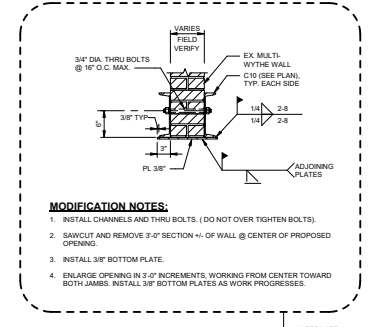 VARIES
FIELD
VERIFY
3/4" DIA. THRU BOLTS
@ 16" O.C. MAX.
EX. MULTI-
WYTHE WALL
C10 (SEE PLAN),
TYP. EACH SIDE
3/8" TYP
6"
3"
PL 3/8"
1/4 2-8
1/4 2-8
ADJOINING
PLATES
MODIFICATION NOTES:
1. INSTALL CHANNELS AND THRU BOLTS. ( DO NOT OVER TIGHTEN BOLTS).
2. SAWCUT AND REMOVE 3'-0" SECTION +/- OF WALL @ CENTER OF PROPOSED
OPENING.
3. INSTALL 3/8" BOTTOM PLATE.
4. ENLARGE OPENING IN 3'-0" INCREMENTS, WORKING FROM CENTER TOWARD
BOTH JAMBS. INSTALL 3/8" BOTTOM PLATES AS WORK PROGRESSES.